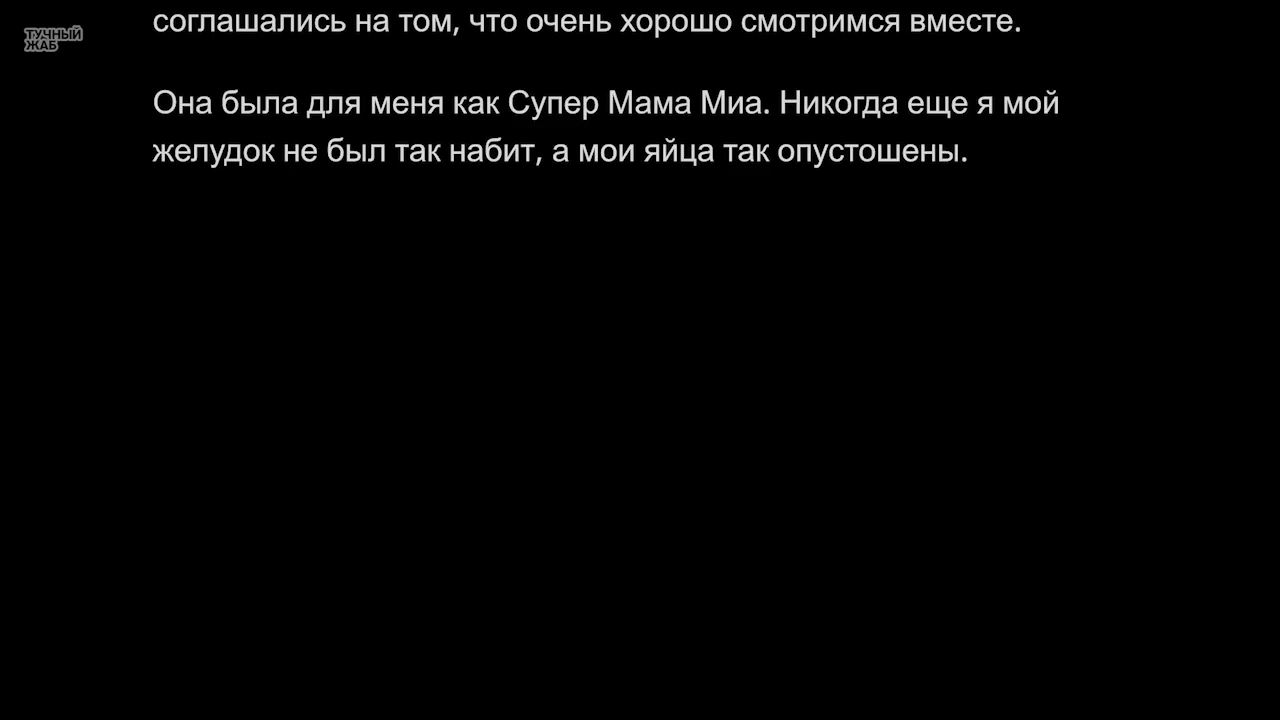 ТУЧНЫЙ
ЖАБ
соглашались на том, что очень хорошо смотримся вместе.
Она была для меня как Супер Мама Миа. Никогда еще я мой
желудок не был так набит, а мои яйца так опустошены.